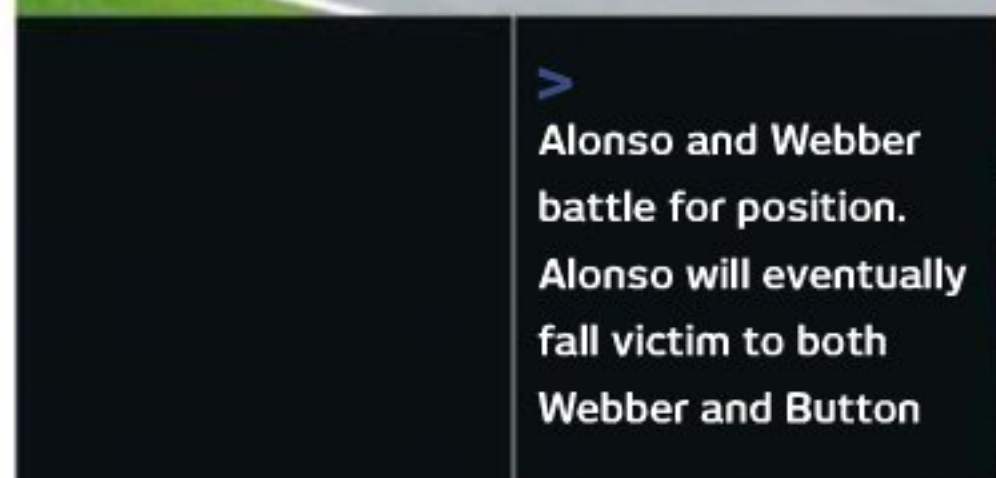 >
Alonso and Webber
battle for position.
Alonso will eventually
fall victim to both
Webber and Button